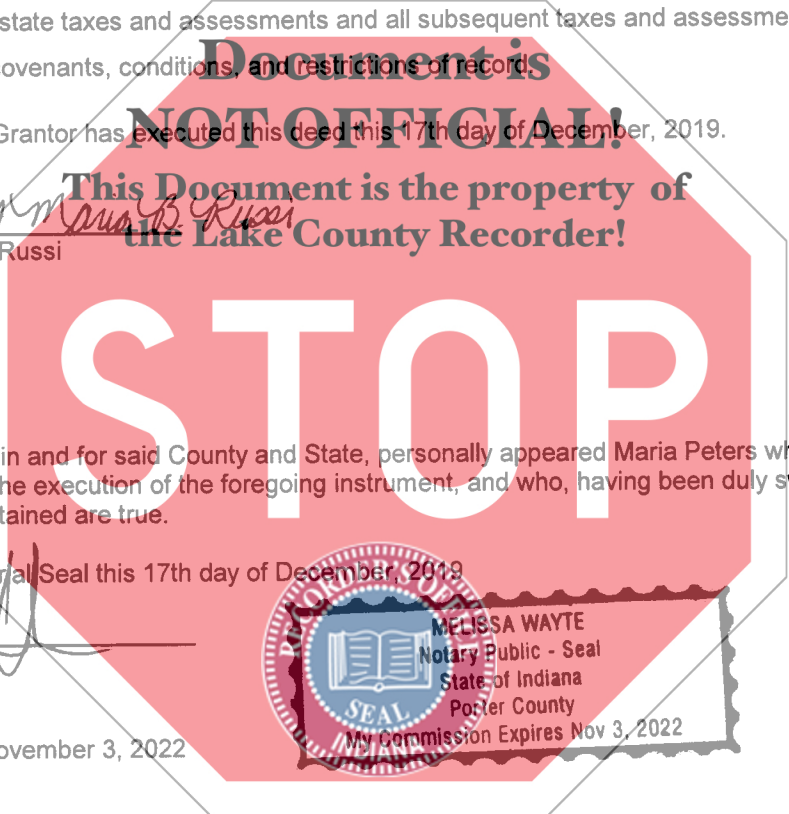 state taxes and assessments and all subsequent taxes and assessme
Document is
ovenants, conditions, and restrictions of record.
NOT OFFICIAL!
Grantor has executed this deed this 17th day of December, 2019.
This Document is the property of
Maria B. Russi
the Lake County Recorder!
Russi
STOP
in and for said County and State, personally appeared Maria Peters wh
he execution of the foregoing instrument, and who, having been duly s
tained are true.
rial Seal this 17th day of December, 2019
RECORDER'S OFFICE
SEAL
INDIANA
MELISSA WAYTE
Notary Public - Seal
State of Indiana
Porter County
My Commission Expires Nov 3, 2022
ovember 3, 2022